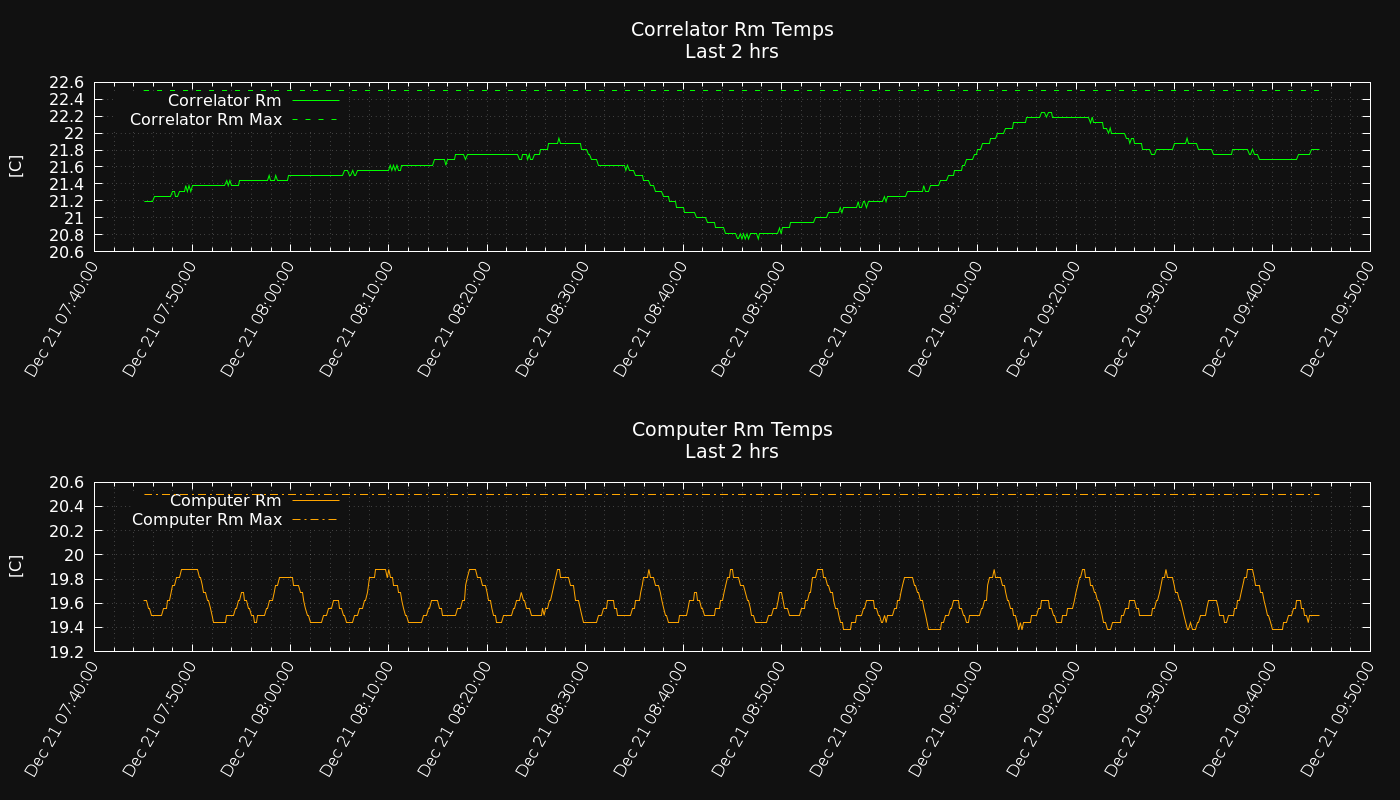 Correlator Rm Temps
Last 2 hrs
[C]
22.6
22.4
22.2
22
21.8
21.6
21.4
21.2
21
20.8
20.6
Correlator Rm
Correlator Rm Max
Dec 21 07:40:00
Dec 21 07:50:00
Dec 21 08:00:00
Dec 21 08:10:00
Dec 21 08:20:00
Dec 21 08:30:00
Dec 21 08:40:00
Dec 21 08:50:00
Dec 21 09:00:00
Dec 21 09:10:00
Dec 21 09:20:00
Dec 21 09:30:00
Dec 21 09:40:00
Dec 21 09:50:00
Computer Rm Temps
Last 2 hrs
[C]
20.6
20.4
20.2
20
19.8
19.6
19.4
19.2
Computer Rm
Computer Rm Max
Dec 21 07:40:00
Dec 21 07:50:00
Dec 21 08:00:00
Dec 21 08:10:00
Dec 21 08:20:00
Dec 21 08:30:00
Dec 21 08:40:00
Dec 21 08:50:00
Dec 21 09:00:00
Dec 21 09:10:00
Dec 21 09:20:00
Dec 21 09:30:00
Dec 21 09:40:00
Dec 21 09:50:00